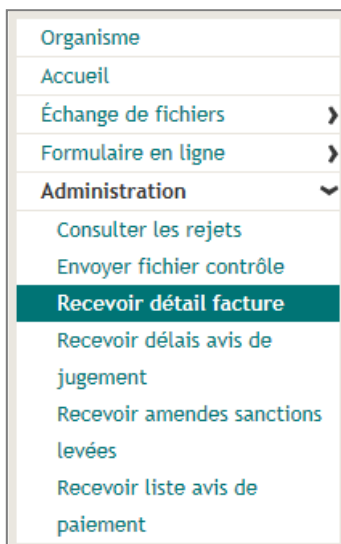 Organisme
Accueil
Échange de fichiers
Formulaire en ligne
Administration
Consulter les rejets
Envoyer fichier contrôle
Recevoir détail facture
Recevoir délais avis de
jugement
Recevoir amendes sanctions
levées
Recevoir liste avis de
paiement